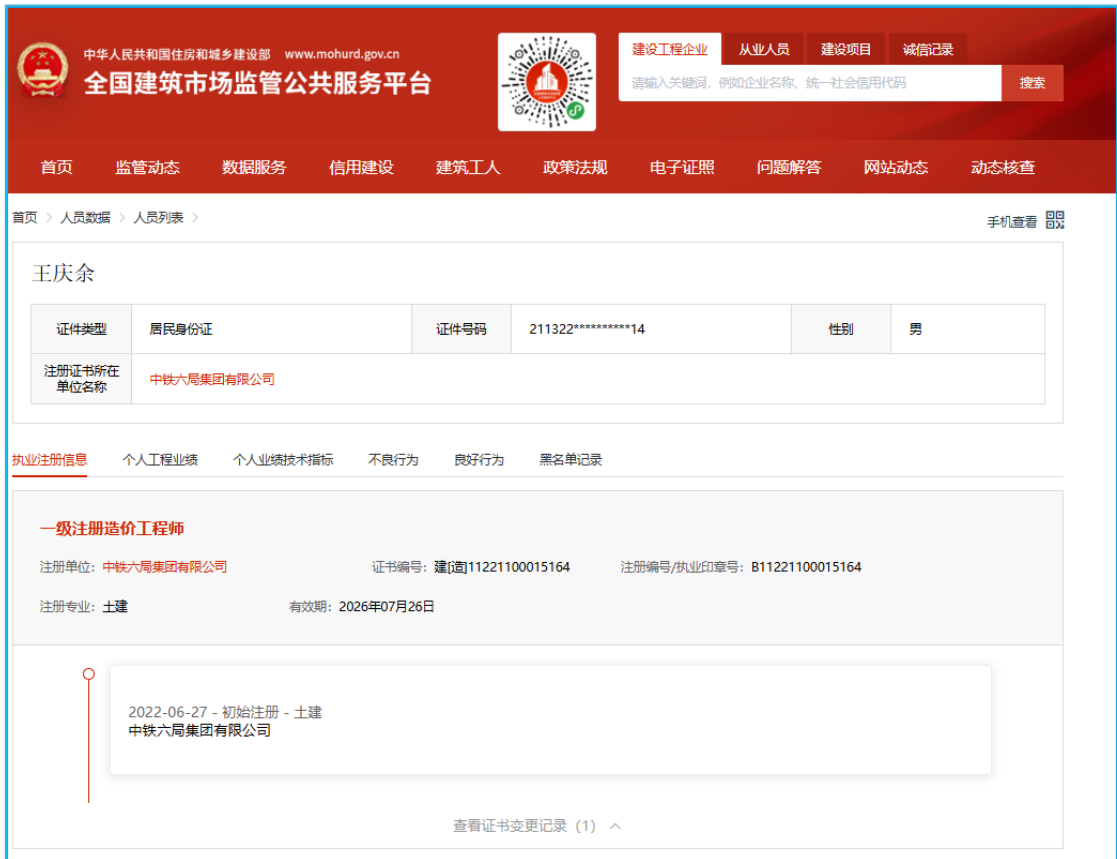 中华人民共和国住房和城乡建设部 www.mohurd.gov.cn
全国建筑市场监管公共服务平台
建设工程企业 从业人员 建设项目 诚信记录
请输入关键词，例如企业名称、统一社会信用代码 搜索
首页 监管动态 数据服务 信用建设 建筑工人 政策法规 电子证照 问题解答 网站动态 动态核查
首页 > 人员数据 > 人员列表 >
手机查看
王庆余
证件类型 居民身份证 证件号码 211322**********14 性别 男
注册证书所在
单位名称
中铁六局集团有限公司
执业注册信息 个人工程业绩 个人业绩技术指标 不良行为 良好行为 黑名单记录
一级注册造价工程师
注册单位：中铁六局集团有限公司 证书编号：建[造]11221100015164 注册编号/执业印章号：B11221100015164
注册专业：土建 有效期：2026年07月26日
2022-06-27 - 初始注册 - 土建
中铁六局集团有限公司
查看证书变更记录（1）